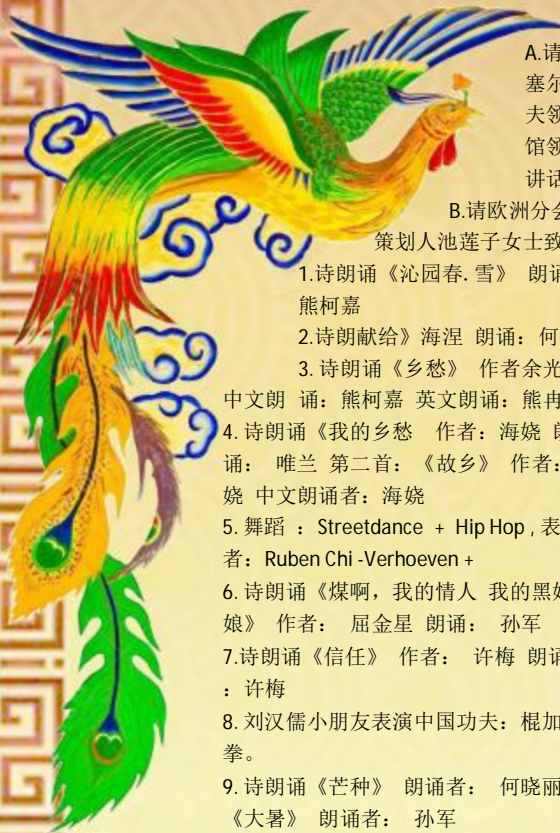 A.请
塞尔
夫领
馆领
讲话
B.请欧洲分会
策划人池莲子女士致
1.诗朗诵《沁园春.雪》 朗诵
熊柯嘉
2.诗朗献给》海涅 朗诵：何
3.诗朗诵《乡愁》 作者余光
中文朗 诵：熊柯嘉 英文朗诵：熊冉
4.诗朗诵《我的乡愁 作者：海娆
诵： 唯兰 第二首：《故乡》 作者：
娆 中文朗诵者：海娆
5.舞蹈 ：Streetdance + Hip Hop , 表
者：Ruben Chi -Verhoeven +
6.诗朗诵《煤啊，我的情人 我的黑
娘》 作者： 屈金星 朗诵： 孙军
7.诗朗诵《信任》 作者： 许梅 朗诵
：许梅
8.刘汉儒小朋友表演中国功夫：棍加
拳。
9.诗朗诵《芒种》 朗诵者： 何晓丽
《大暑》 朗诵者： 孙军